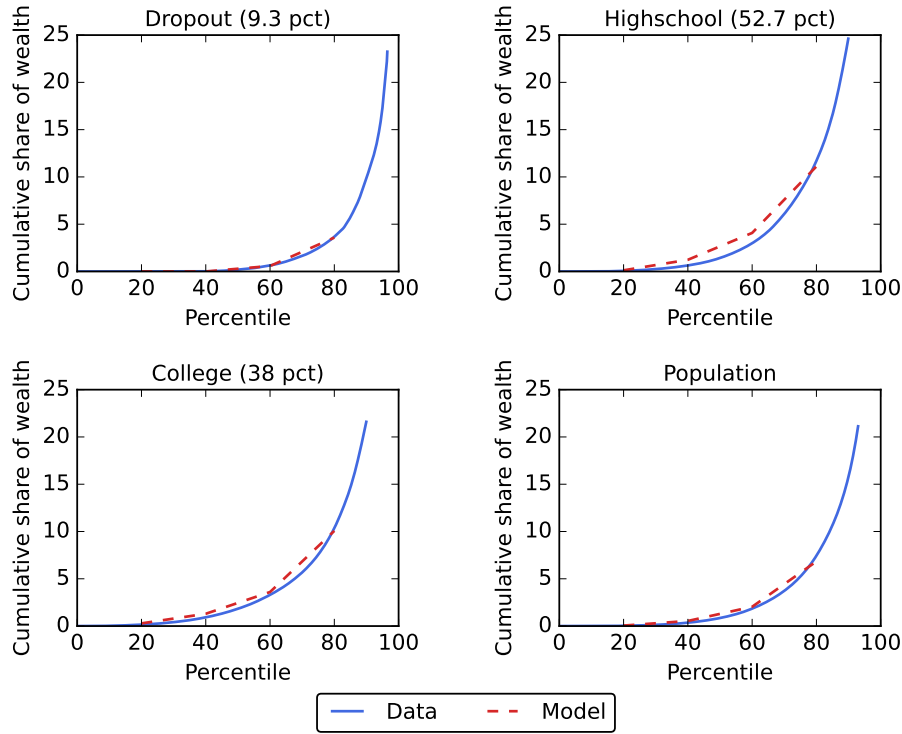 Dropout (9.3 pct)
Cumulative share of wealth
25
20
15
10
5
0
0 20 40 60 80 100
Percentile
Highschool (52.7 pct)
Cumulative share of wealth
25
20
15
10
5
0
0 20 40 60 80 100
Percentile
College (38 pct)
Cumulative share of wealth
25
20
15
10
5
0
0 20 40 60 80 100
Percentile
Population
Cumulative share of wealth
25
20
15
10
5
0
0 20 40 60 80 100
Percentile
Data Model